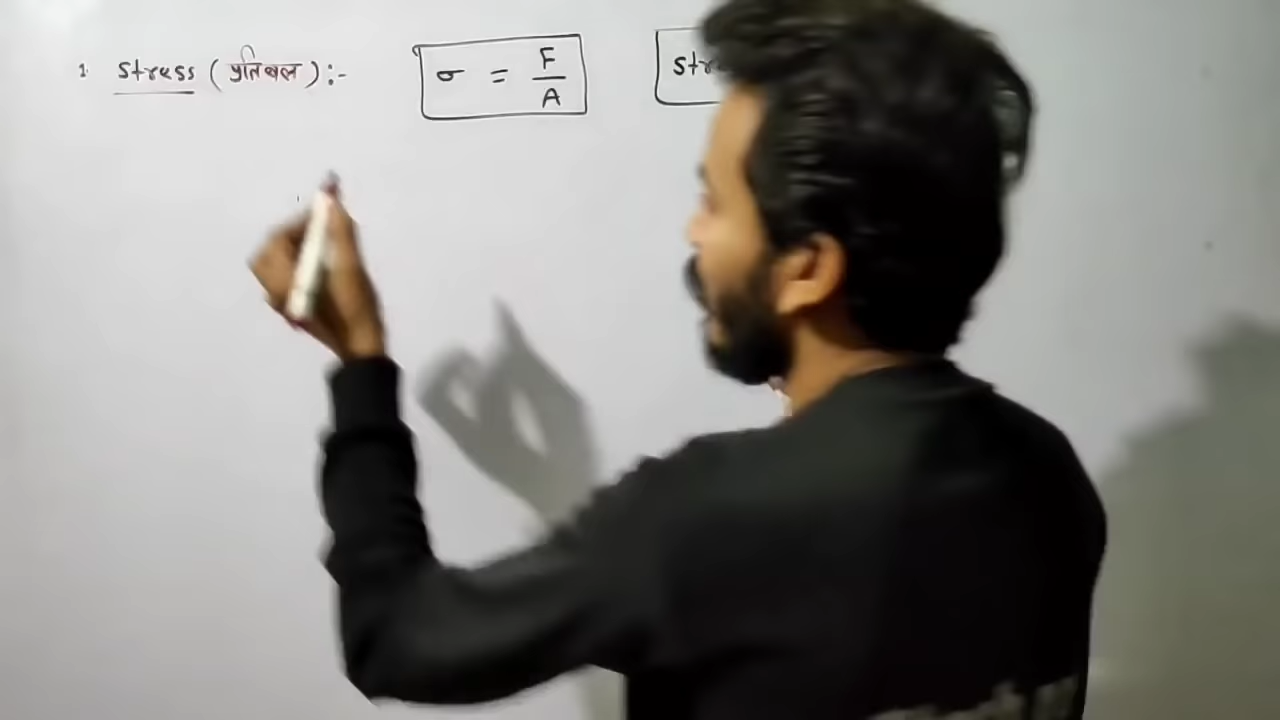 1. Stress (प्रतिबल) :- σ = F/A